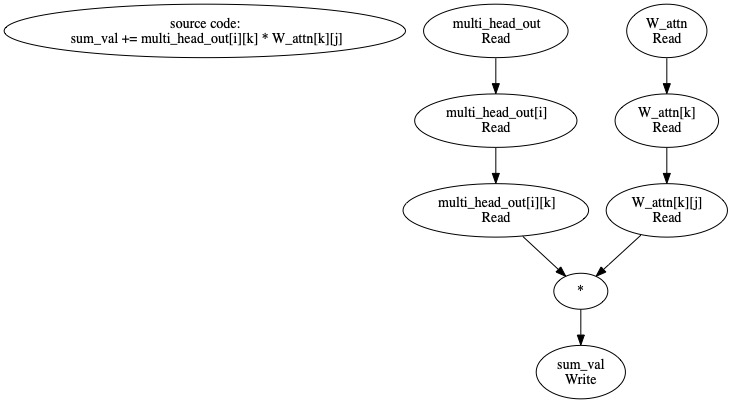 source code:
sum_val += multi_head_out[i][k] * W_attn[k][j]
multi_head_out
Read
W_attn
Read
multi_head_out[i]
Read
W_attn[k]
Read
multi_head_out[i][k]
Read
W_attn[k][j]
Read
*
sum_val
Write